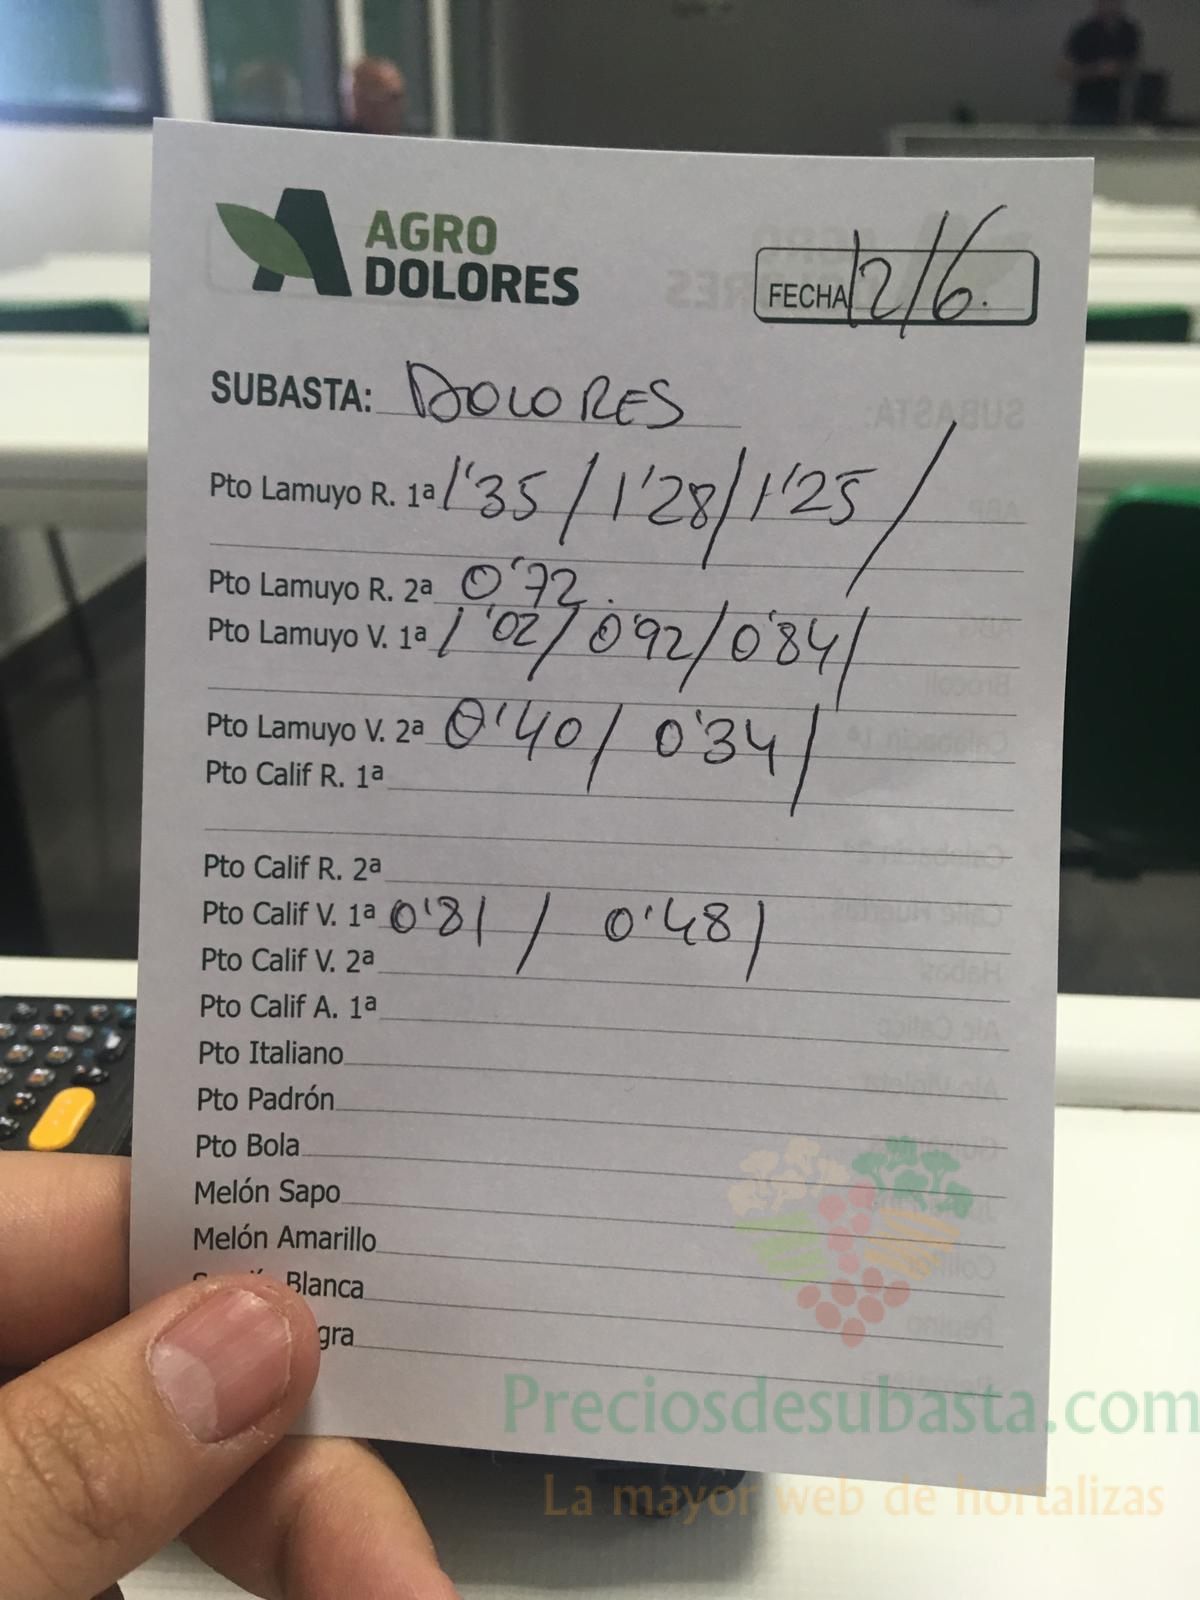 AGRO
DOLORES
FECHA 12/6.
SUBASTA: DOLORES
Pto Lamuyo R. 1ª 1'35 / 1'28 / 1'25 /
Pto Lamuyo R. 2ª 0'72.
Pto Lamuyo V. 1ª 1'02 / 0'92 / 0'84 /
Pto Lamuyo V. 2ª 0'40 / 0'34 /
Pto Calif R. 1ª
Pto Calif R. 2ª
Pto Calif V. 1ª 0'81 / 0'48 /
Pto Calif V. 2ª
Pto Calif A. 1ª
Pto Italiano
Pto Padrón
Pto Bola
Melón Sapo
Melón Amarillo
Blanca
gra
Preciosdesubasta.com
La mayor web de hortalizas